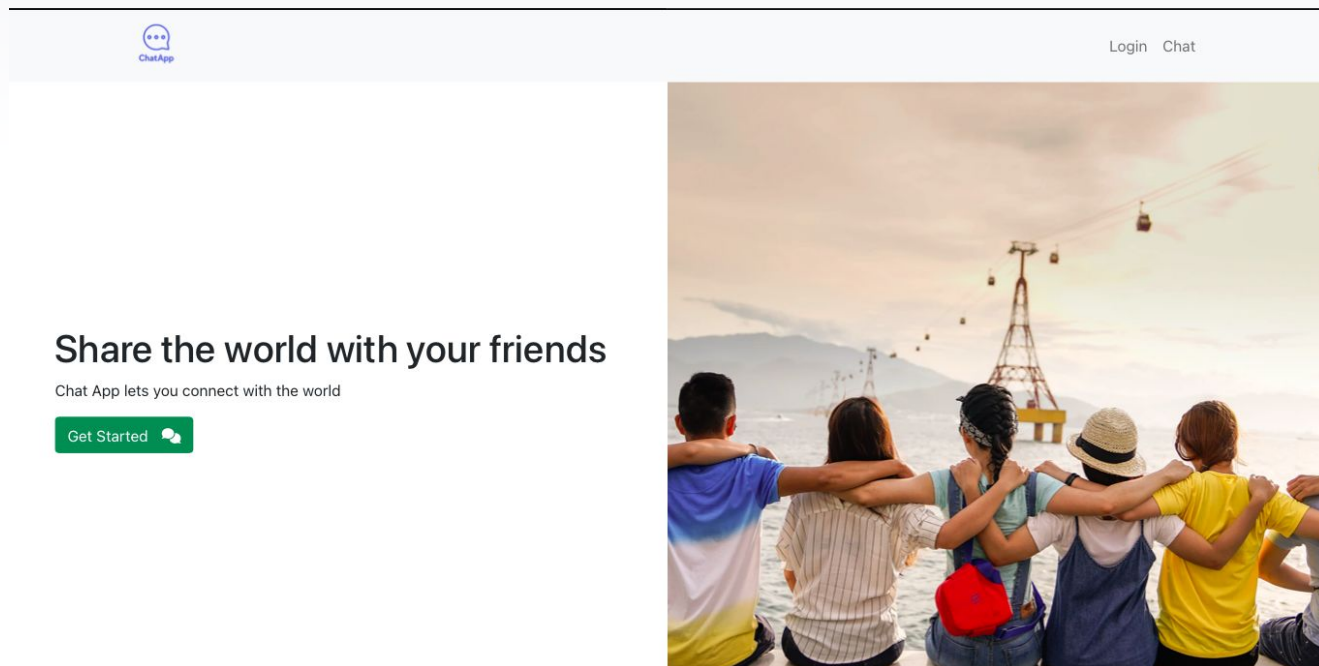 ChatApp
Login Chat
Share the world with your friends
Chat App lets you connect with the world
Get Started